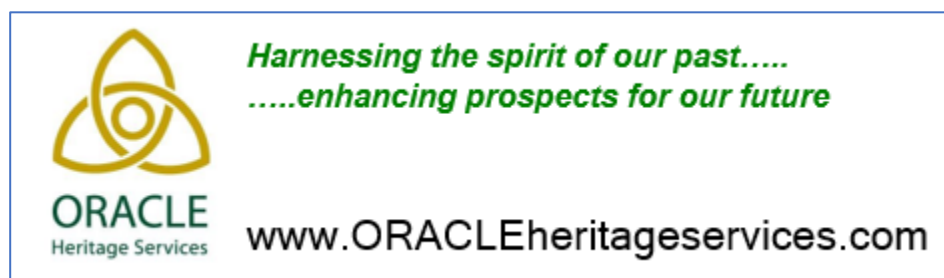 Harnessing the spirit of our past.....
.....enhancing prospects for our future
ORACLE
Heritage Services
www.ORACLEheritageservices.com